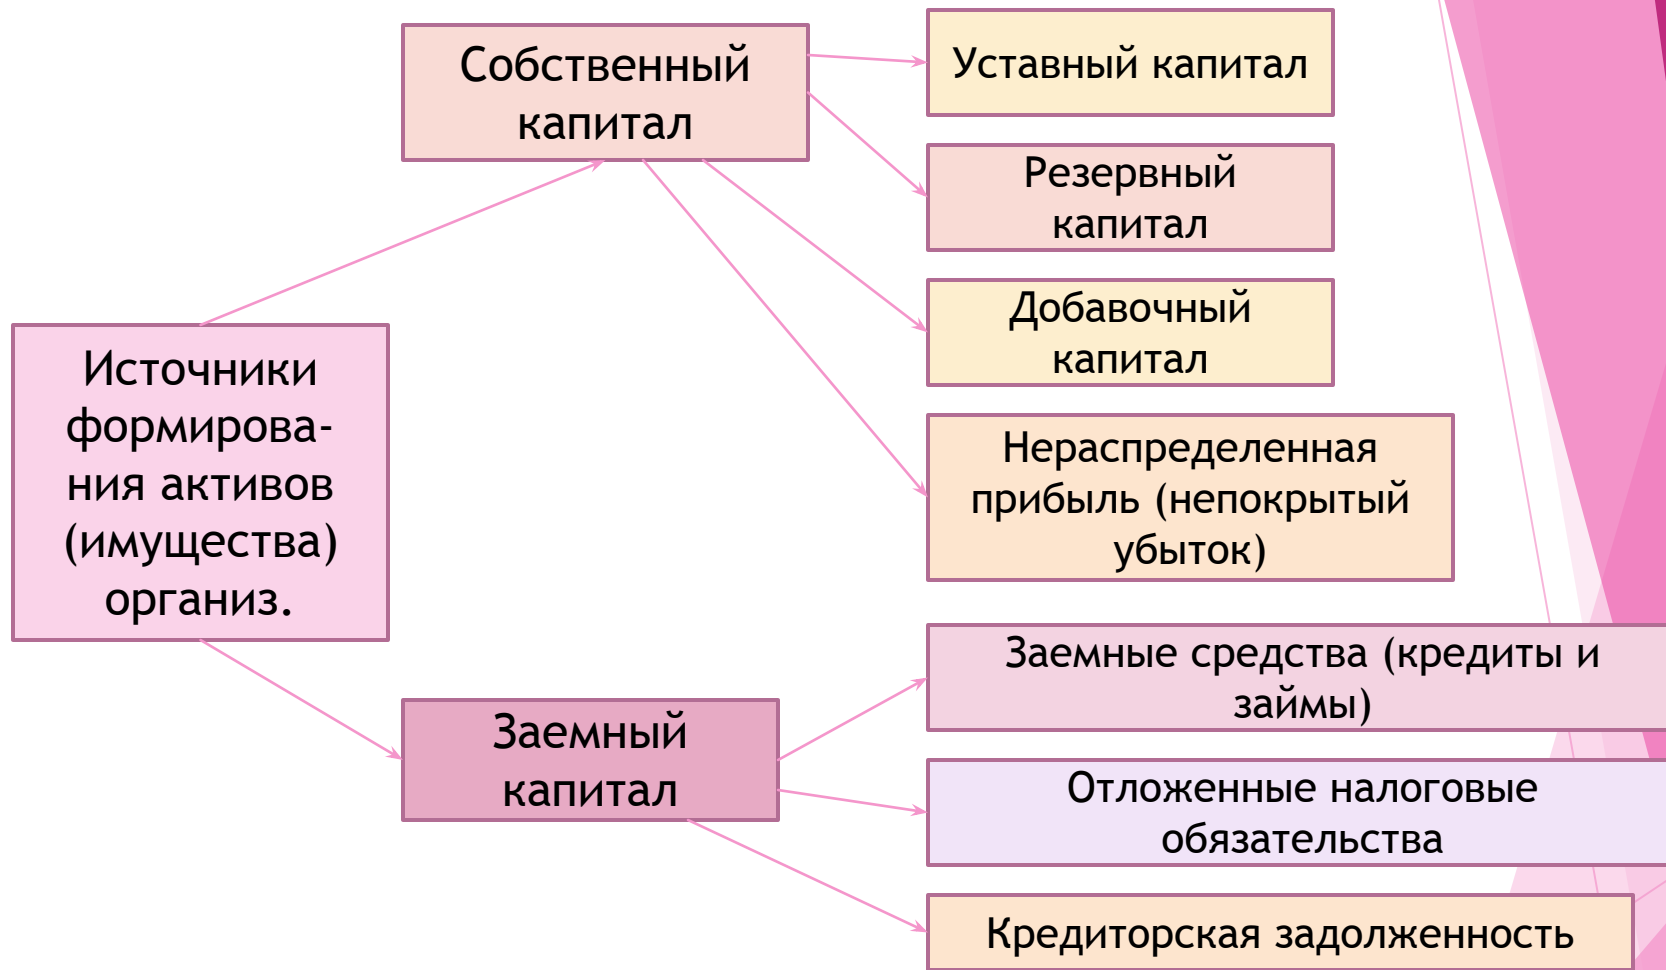 Собственный
капитал
Уставный капитал
Резервный
капитал
Добавочный
капитал
Нераспределенная
прибыль (непокрытый
убыток)
Источники
формирова-
ния активов
(имущества)
организ.
Заемный
капитал
Заемные средства (кредиты и
займы)
Отложенные налоговые
обязательства
Кредиторская задолженность